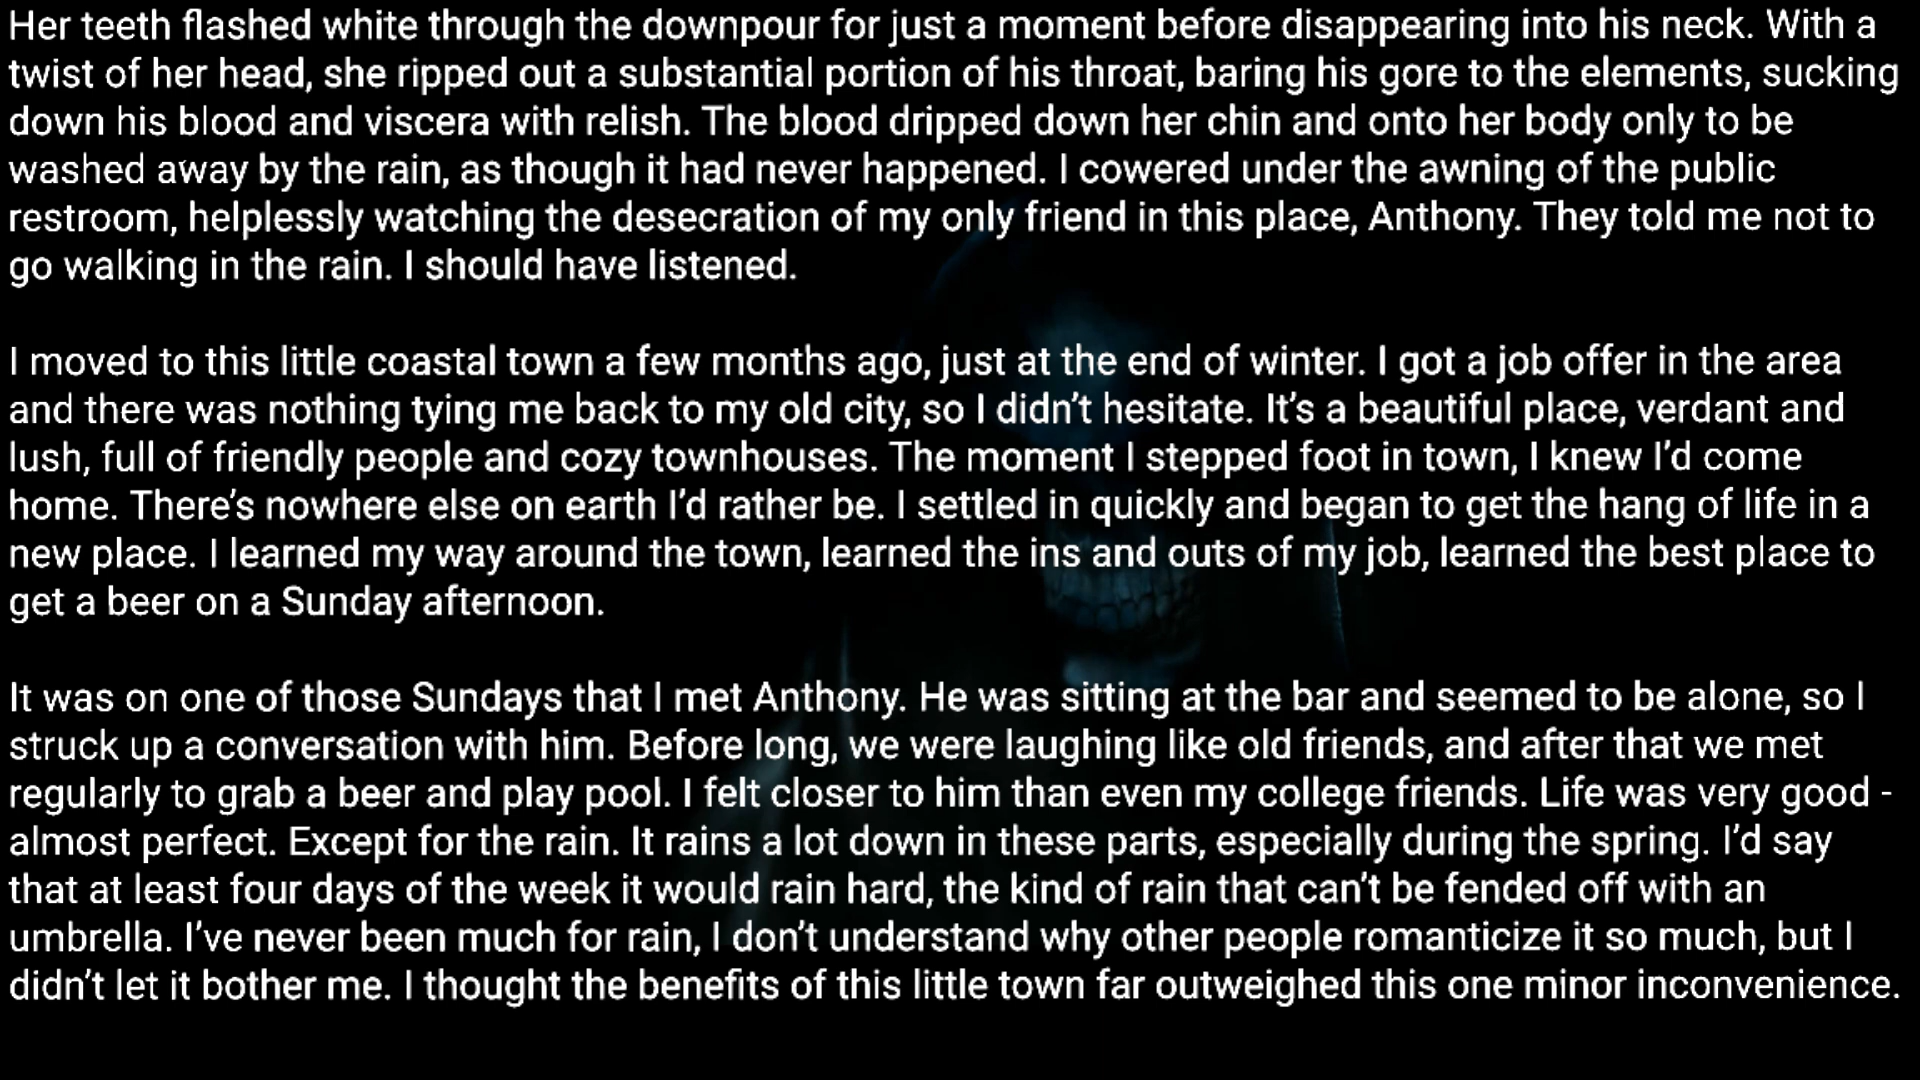 Her teeth flashed white through the downpour for just a moment before disappearing into his neck. With a
twist of her head, she ripped out a substantial portion of his throat, baring his gore to the elements, sucking
down his blood and viscera with relish. The blood dripped down her chin and onto her body only to be
washed away by the rain, as though it had never happened. I cowered under the awning of the public
restroom, helplessly watching the desecration of my only friend in this place, Anthony. They told me not to
go walking in the rain. I should have listened.
I moved to this little coastal town a few months ago, just at the end of winter. I got a job offer in the area
and there was nothing tying me back to my old city, so I didn’t hesitate. It’s a beautiful place, verdant and
lush, full of friendly people and cozy townhouses. The moment I stepped foot in town, I knew I’d come
home. There’s nowhere else on earth I’d rather be. I settled in quickly and began to get the hang of life in a
new place. I learned my way around the town, learned the ins and outs of my job, learned the best place to
get a beer on a Sunday afternoon.
It was on one of those Sundays that I met Anthony. He was sitting at the bar and seemed to be alone, so I
struck up a conversation with him. Before long, we were laughing like old friends, and after that we met
regularly to grab a beer and play pool. I felt closer to him than even my college friends. Life was very good -
almost perfect. Except for the rain. It rains a lot down in these parts, especially during the spring. I’d say
that at least four days of the week it would rain hard, the kind of rain that can’t be fended off with an
umbrella. I’ve never been much for rain, I don’t understand why other people romanticize it so much, but I
didn’t let it bother me. I thought the benefits of this little town far outweighed this one minor inconvenience.